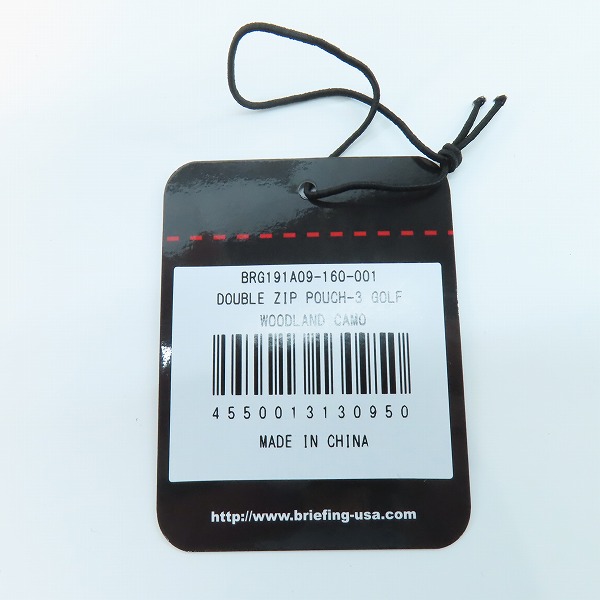 BRG191A09-160-001
DOUBLE ZIP POUCH-3 GOLF
WOODLAND CAMO
4550013130950
MADE IN CHINA
http://www.briefing-usa.com